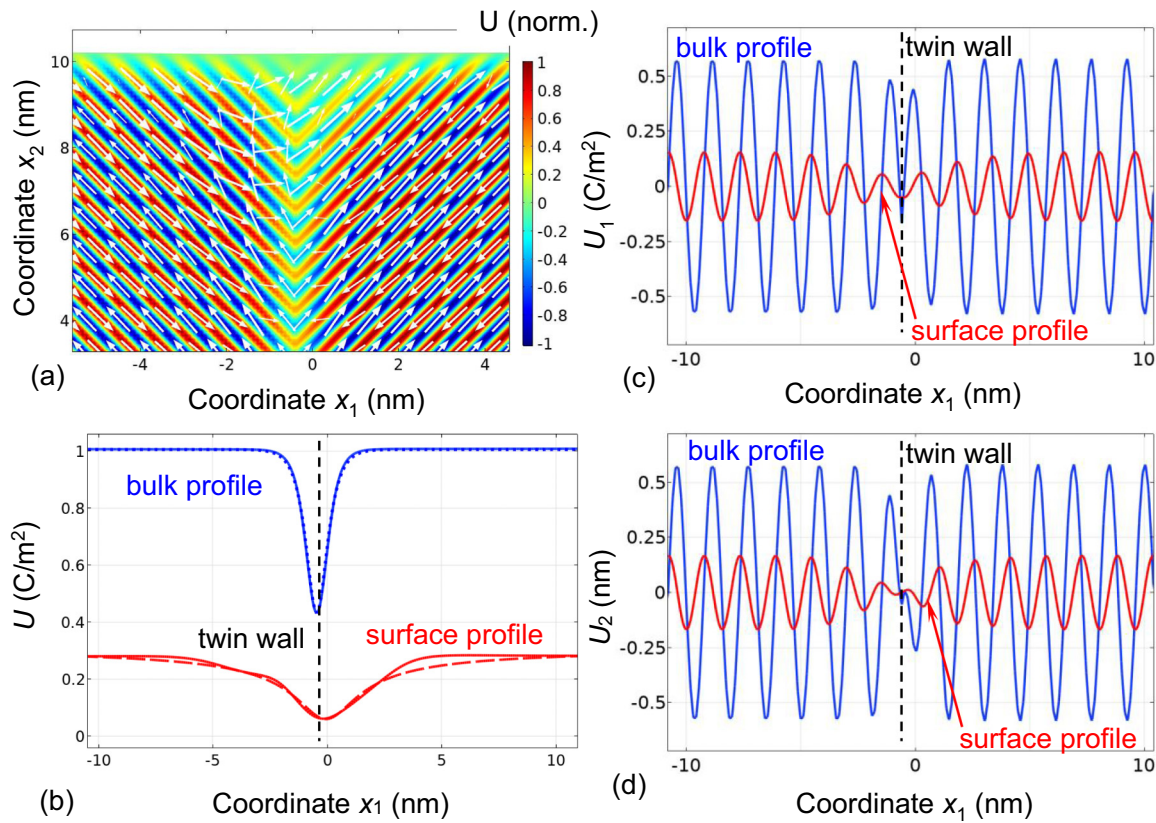 U (norm.)
10
8
6
4
Coordinate x₂ (nm)
1
0.8
0.6
0.4
0.2
0
-0.2
-0.4
-0.6
-0.8
-1
-4
-2
0
2
4
(a)
Coordinate x₁ (nm)
bulk profile
twin wall
0.5
0.25
0
-0.25
-0.5
U₁ (C/m²)
surface profile
-10
-5
0
5
10
(c)
Coordinate x₁ (nm)
1
0.8
0.6
0.4
0.2
0
U (C/m²)
bulk profile
twin wall
surface profile
-10
-5
0
5
10
(b)
Coordinate x₁ (nm)
bulk profile
twin wall
0.5
0.25
0
-0.25
-0.5
U₂ (nm)
surface profile
-10
-5
0
5
10
(d)
Coordinate x₁ (nm)